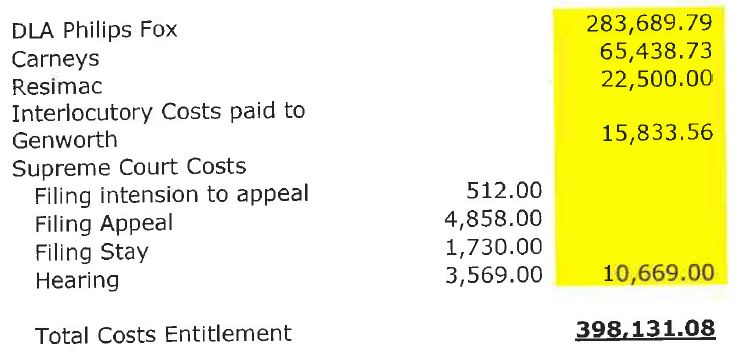 DLA Philips Fox 283,689.79
Carneys 65,438.73
Resimac 22,500.00
Interlocutory Costs paid to
Genworth 15,833.56
Supreme Court Costs
Filing intension to appeal 512.00
Filing Appeal 4,858.00
Filing Stay 1,730.00
Hearing 3,569.00 10,669.00
Total Costs Entitlement 398,131.08